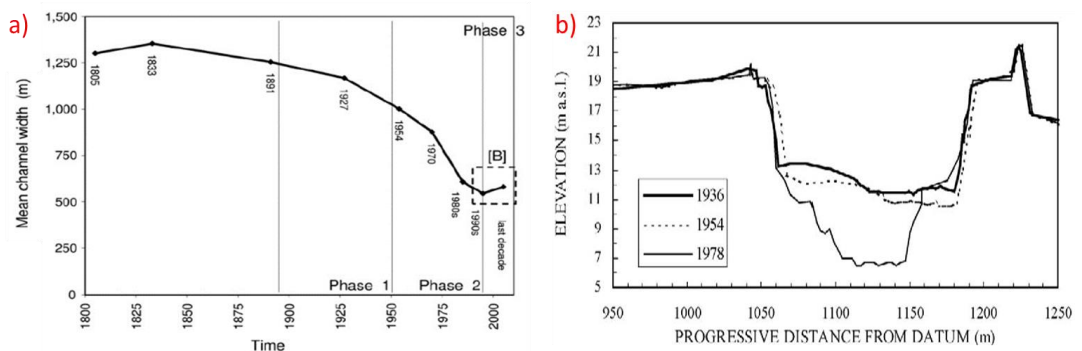 a)
1,500
1,250
1,000
750
500
250
0
Mean channel width (m)
1805
1833
1891
1927
1954
1970
1980s
1990s
last decade
[B]
Phase 3
Phase 1
Phase 2
1800
1825
1850
1875
1900
1925
1950
1975
2000
Time
b)
23
21
19
17
15
13
11
9
7
5
ELEVATION (m a.s.l.)
1936
1954
1978
950 1000 1050 1100 1150 1200 1250
PROGRESSIVE DISTANCE FROM DATUM (m)